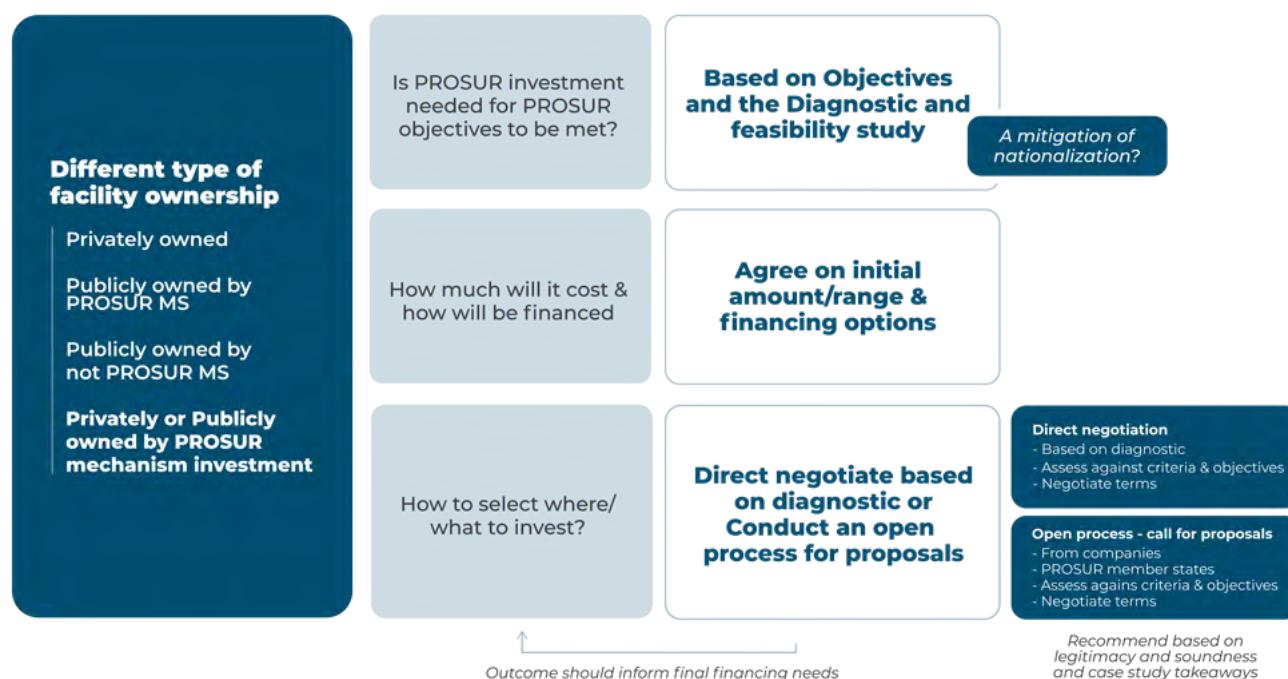 Different type of
facility ownership
Privately owned
Publicly owned by
PROSUR MS
Publicly owned by
not PROSUR MS
Privately or Publicly
owned by PROSUR
mechanism investment
Is PROSUR investment
needed for PROSUR
objectives to be met?
Based on Objectives
and the Diagnostic and
feasibility study
A mitigation of
nationalization?
How much will it cost &
how will be financed
Agree on initial
amount/range &
financing options
How to select where/
what to invest?
Direct negotiate based
on diagnostic or
Conduct an open
process for proposals
Direct negotiation
- Based on diagnostic
- Assess against criteria & objectives
- Negotiate terms
Open process - call for proposals
- From companies
- PROSUR member states
- Assess agains criteria & objectives
- Negotiate terms
Outcome should inform final financing needs
Recommend based on
legitimacy and soundness
and case study takeaways